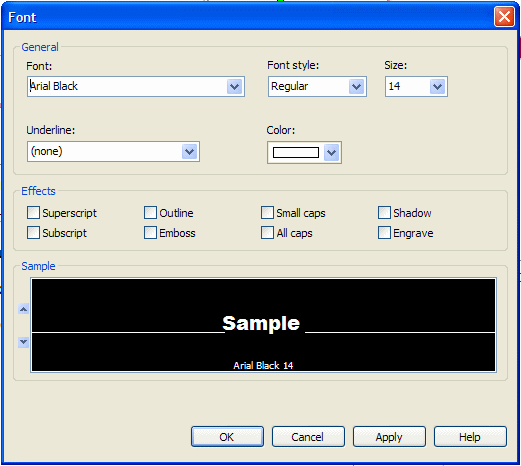 Font
General
Font: Font style: Size:
Arial Black Regular 14
Underline: Color:
(none)
Effects
Superscript Outline Small caps Shadow
Subscript Emboss All caps Engrave
Sample
Sample
Arial Black 14
OK Cancel Apply Help